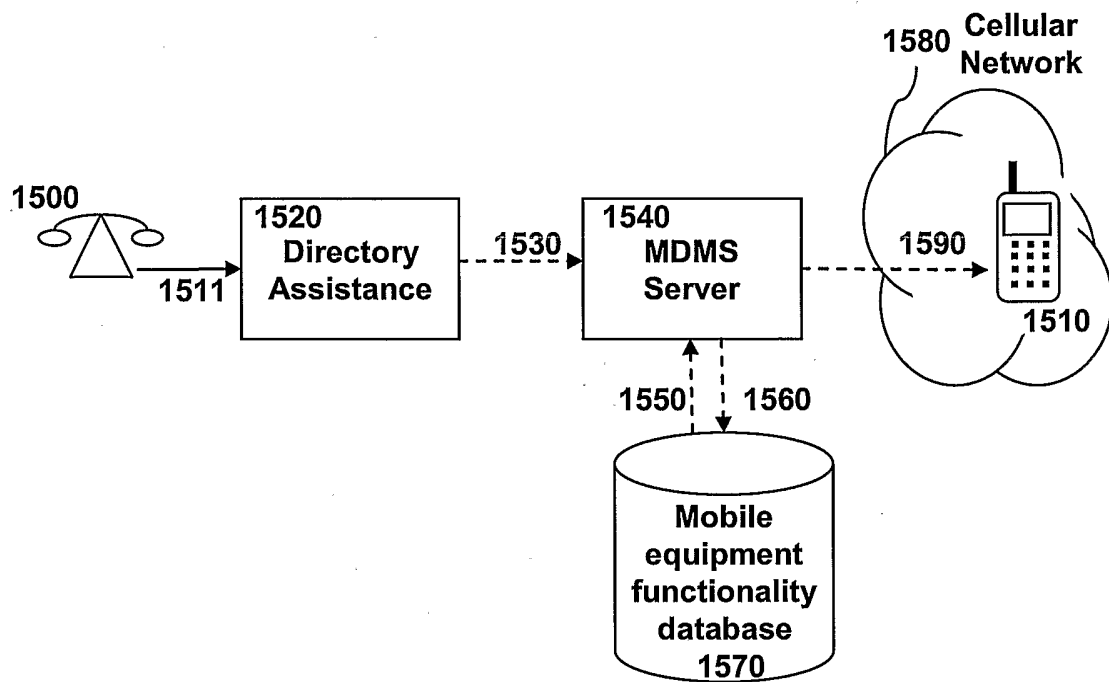 1580
Cellular
Network
1500
1511
1520
Directory
Assistance
1530
1540
MDMS
Server
1590
1510
1550
1560
Mobile
equipment
functionality
database
1570